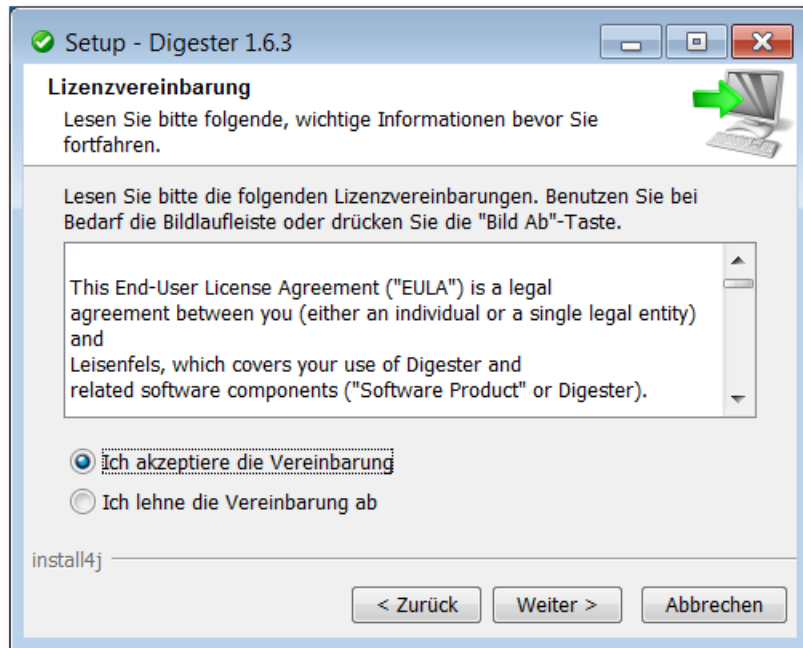 Setup - Digester 1.6.3
Lizenzvereinbarung
Lesen Sie bitte folgende, wichtige Informationen bevor Sie
fortfahren.
Lesen Sie bitte die folgenden Lizenzvereinbarungen. Benutzen Sie bei
Bedarf die Bildlaufleiste oder drücken Sie die "Bild Ab"-Taste.
This End-User License Agreement ("EULA") is a legal
agreement between you (either an individual or a single legal entity)
and
Leisenfels, which covers your use of Digester and
related software components ("Software Product" or Digester).
Ich akzeptiere die Vereinbarung
Ich lehne die Vereinbarung ab
install4j
< Zurück Weiter > Abbrechen